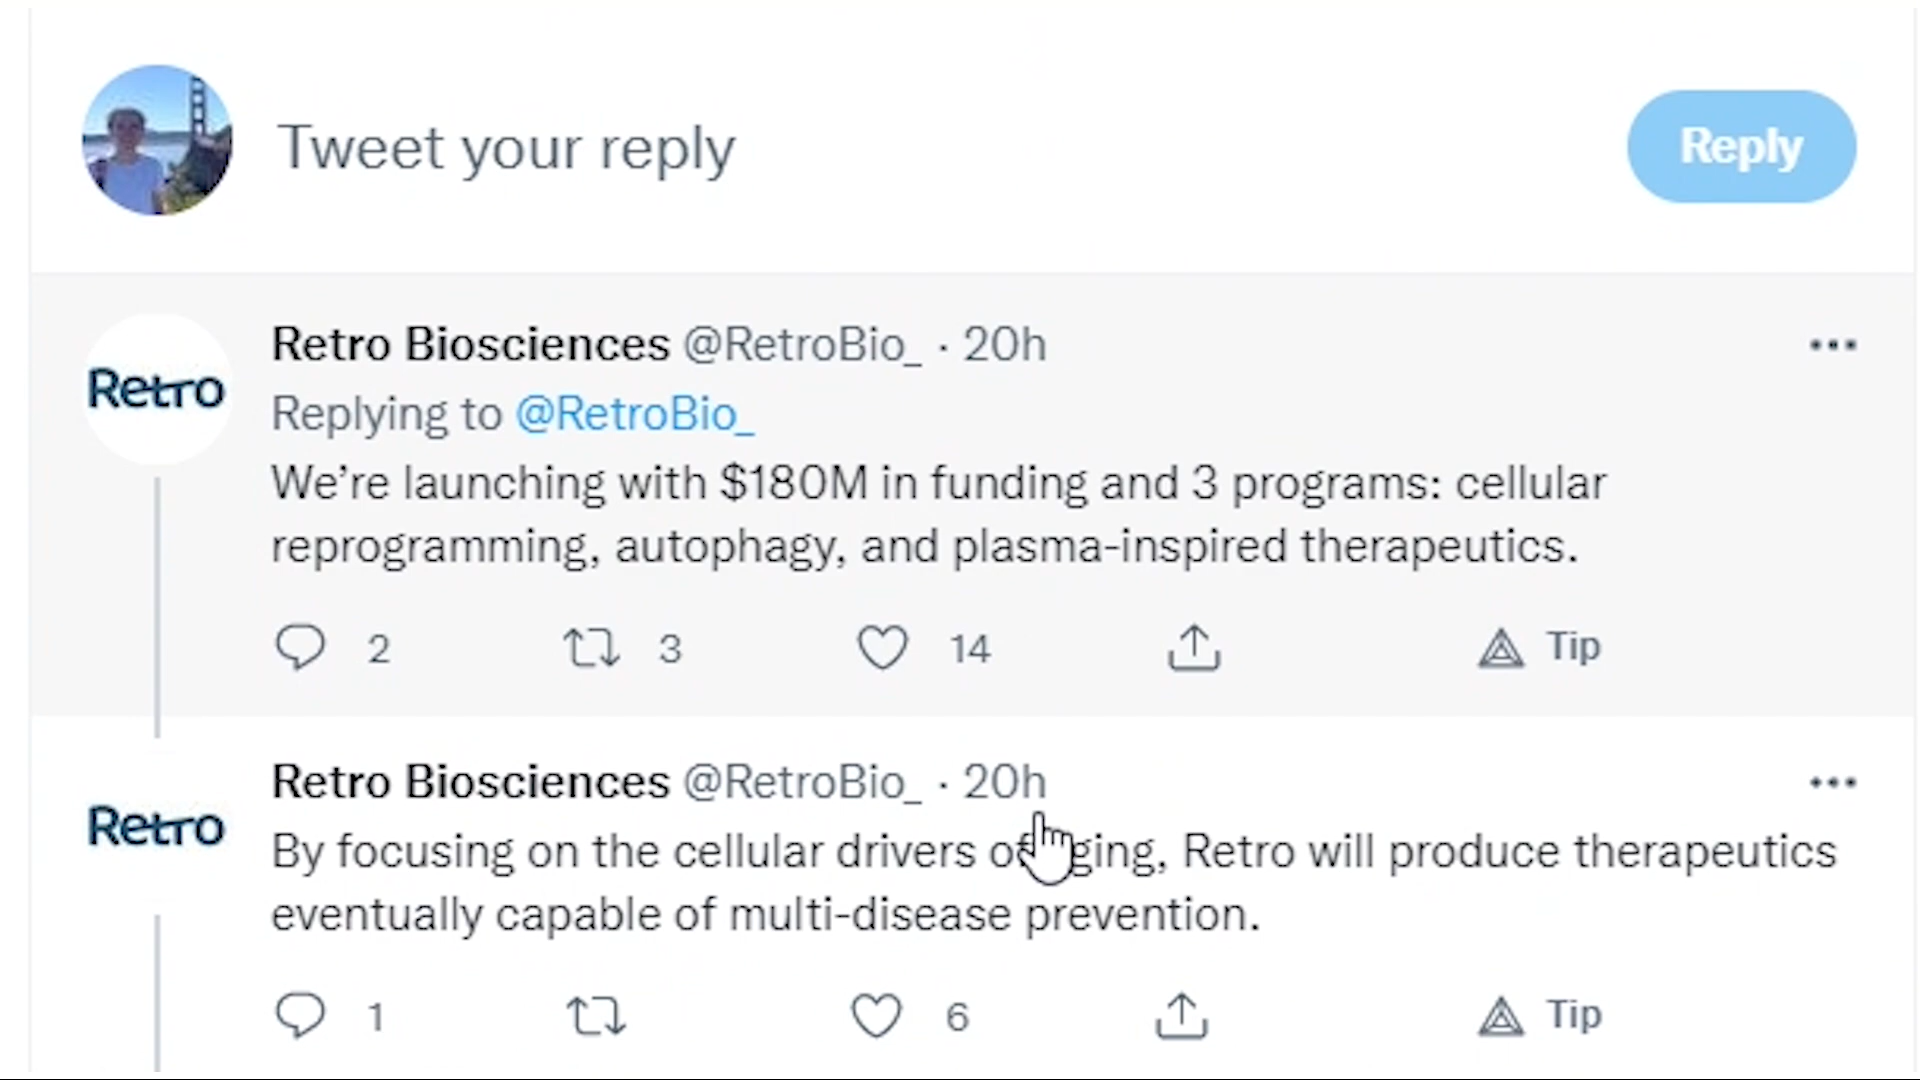 Tweet your reply
Reply
Retro
Retro Biosciences @RetroBio_ · 20h
Replying to @RetroBio_
We're launching with $180M in funding and 3 programs: cellular
reprogramming, autophagy, and plasma-inspired therapeutics.
2 3 14 Tip
Retro
Retro Biosciences @RetroBio_ · 20h
By focusing on the cellular drivers of ging, Retro will produce therapeutics
eventually capable of multi-disease prevention.
1 6 Tip